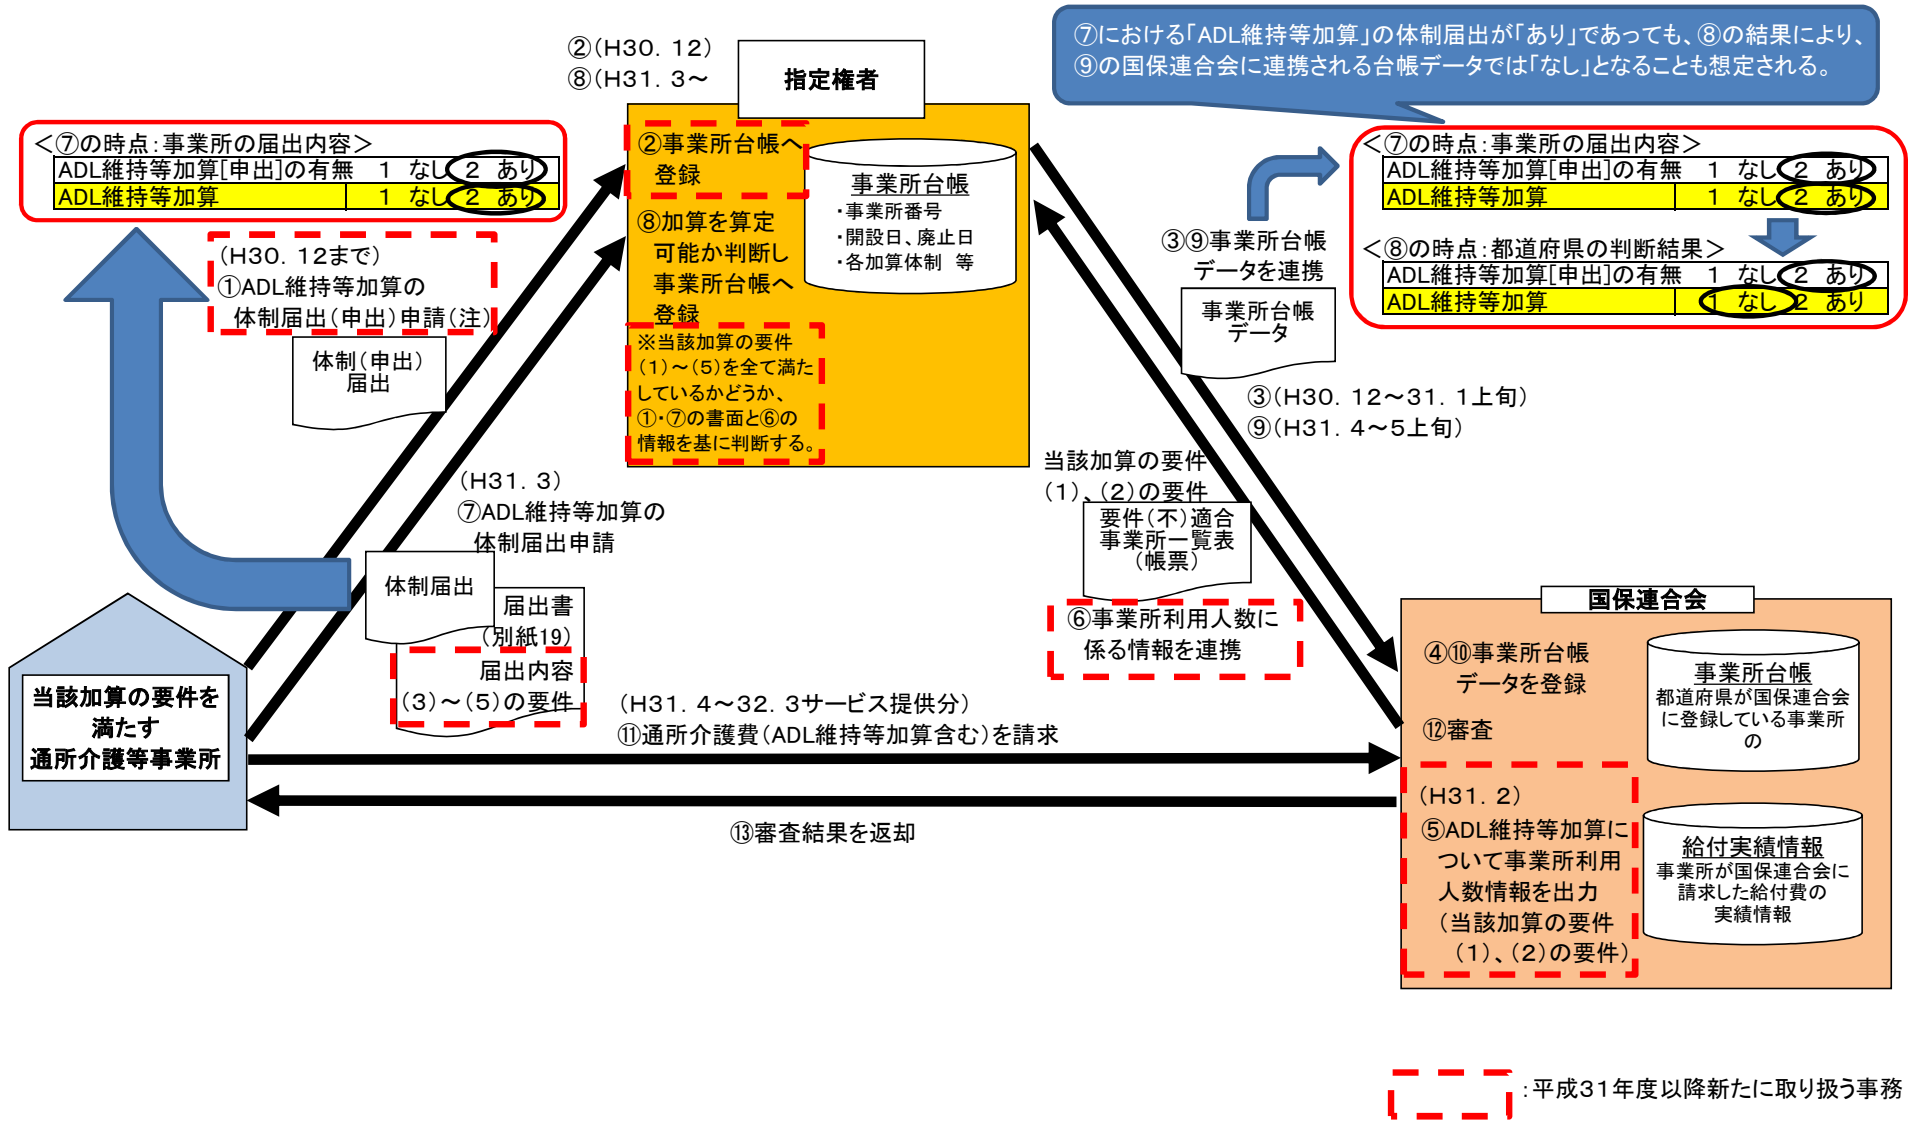 ⑦における「ADL維持等加算」の体制届出が「あり」であっても、⑧の結果により、
⑨の国保連合会に連携される台帳データでは「なし」となることも想定される。
②(H30．12)
⑧(H31．3～
指定権者
②事業所台帳へ
登録
⑧加算を算定
可能か判断し
事業所台帳へ
登録
※当該加算の要件
(1)～(5)を全て満た
しているかどうか、
①・⑦の書面と⑥の
情報を基に判断する。
事業所台帳
・事業所番号
・開設日、廃止日
・各加算体制　等
＜⑦の時点：事業所の届出内容＞
ADL維持等加算[申出]の有無　1　なし　2　あり
ADL維持等加算　1　なし　2　あり
(H30．12まで)
①ADL維持等加算の
体制届出(申出)申請(注)
体制(申出)
届出
(H31．3)
⑦ADL維持等加算の
体制届出申請
体制届出
届出書
(別紙19)
届出内容
(3)～(5)の要件
当該加算の要件を
満たす
通所介護等事業所
＜⑦の時点：事業所の届出内容＞
ADL維持等加算[申出]の有無　1　なし　2　あり
ADL維持等加算　1　なし　2　あり
＜⑧の時点：都道府県の判断結果＞
ADL維持等加算[申出]の有無　1　なし　2　あり
ADL維持等加算　1　なし　2　あり
③⑨事業所台帳
データを連携
事業所台帳
データ
③(H30．12～31．1上旬)
⑨(H31．4～5上旬)
当該加算の要件
(1)、(2)の要件
要件(不)適合
事業所一覧表
(帳票)
⑥事業所利用人数に
係る情報を連携
(H31．4～32．3サービス提供分)
⑪通所介護費(ADL維持等加算含む)を請求
⑬審査結果を返却
国保連合会
④⑩事業所台帳
データを登録
⑫審査
(H31．2)
⑤ADL維持等加算に
ついて事業所利用
人数情報を出力
(当該加算の要件
(1)、(2)の要件)
事業所台帳
都道府県が国保連合会
に登録している事業所
の
給付実績情報
事業所が国保連合会に
請求した給付費の
実績情報
：平成31年度以降新たに取り扱う事務